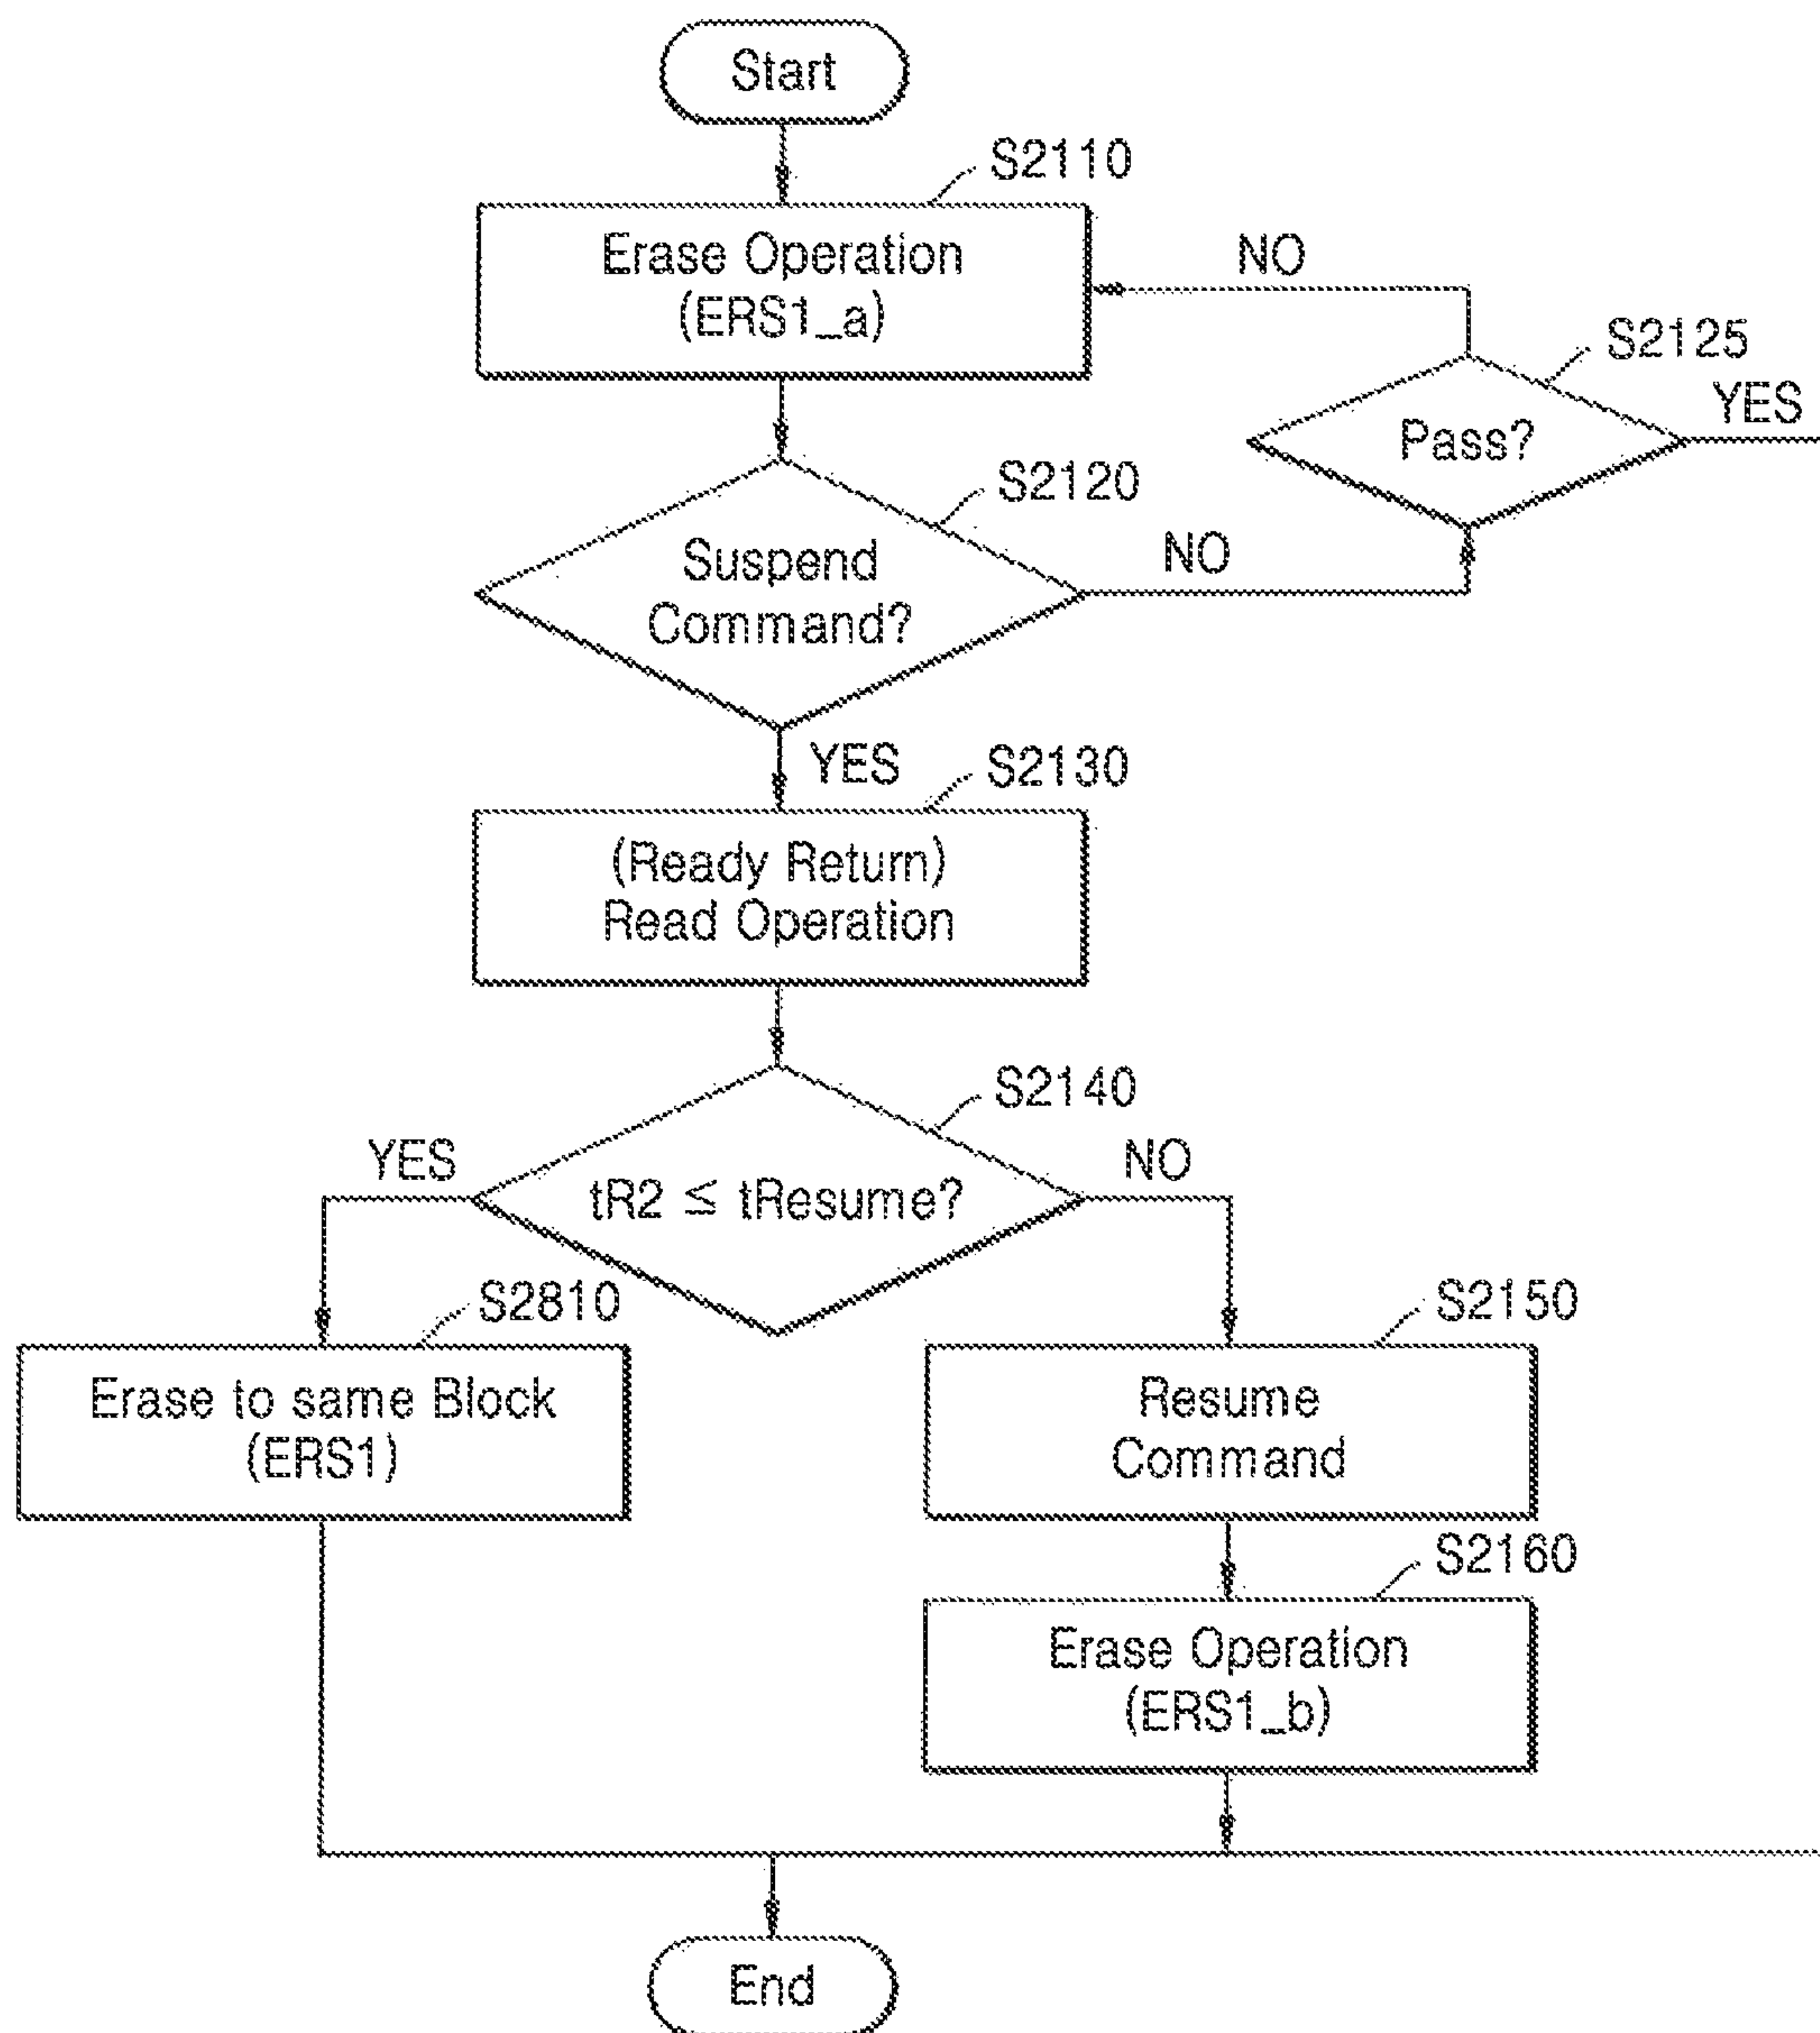 Start
S2110
Erase Operation
(ERS1_a)
NO
S2125
Pass?
YES
S2120
Suspend
Command?
NO
YES
S2130
(Ready Return)
Read Operation
S2140
YES
tR2 ≤ tResume?
NO
S2810
Erase to same Block
(ERS1)
S2150
Resume
Command
S2160
Erase Operation
(ERS1_b)
End